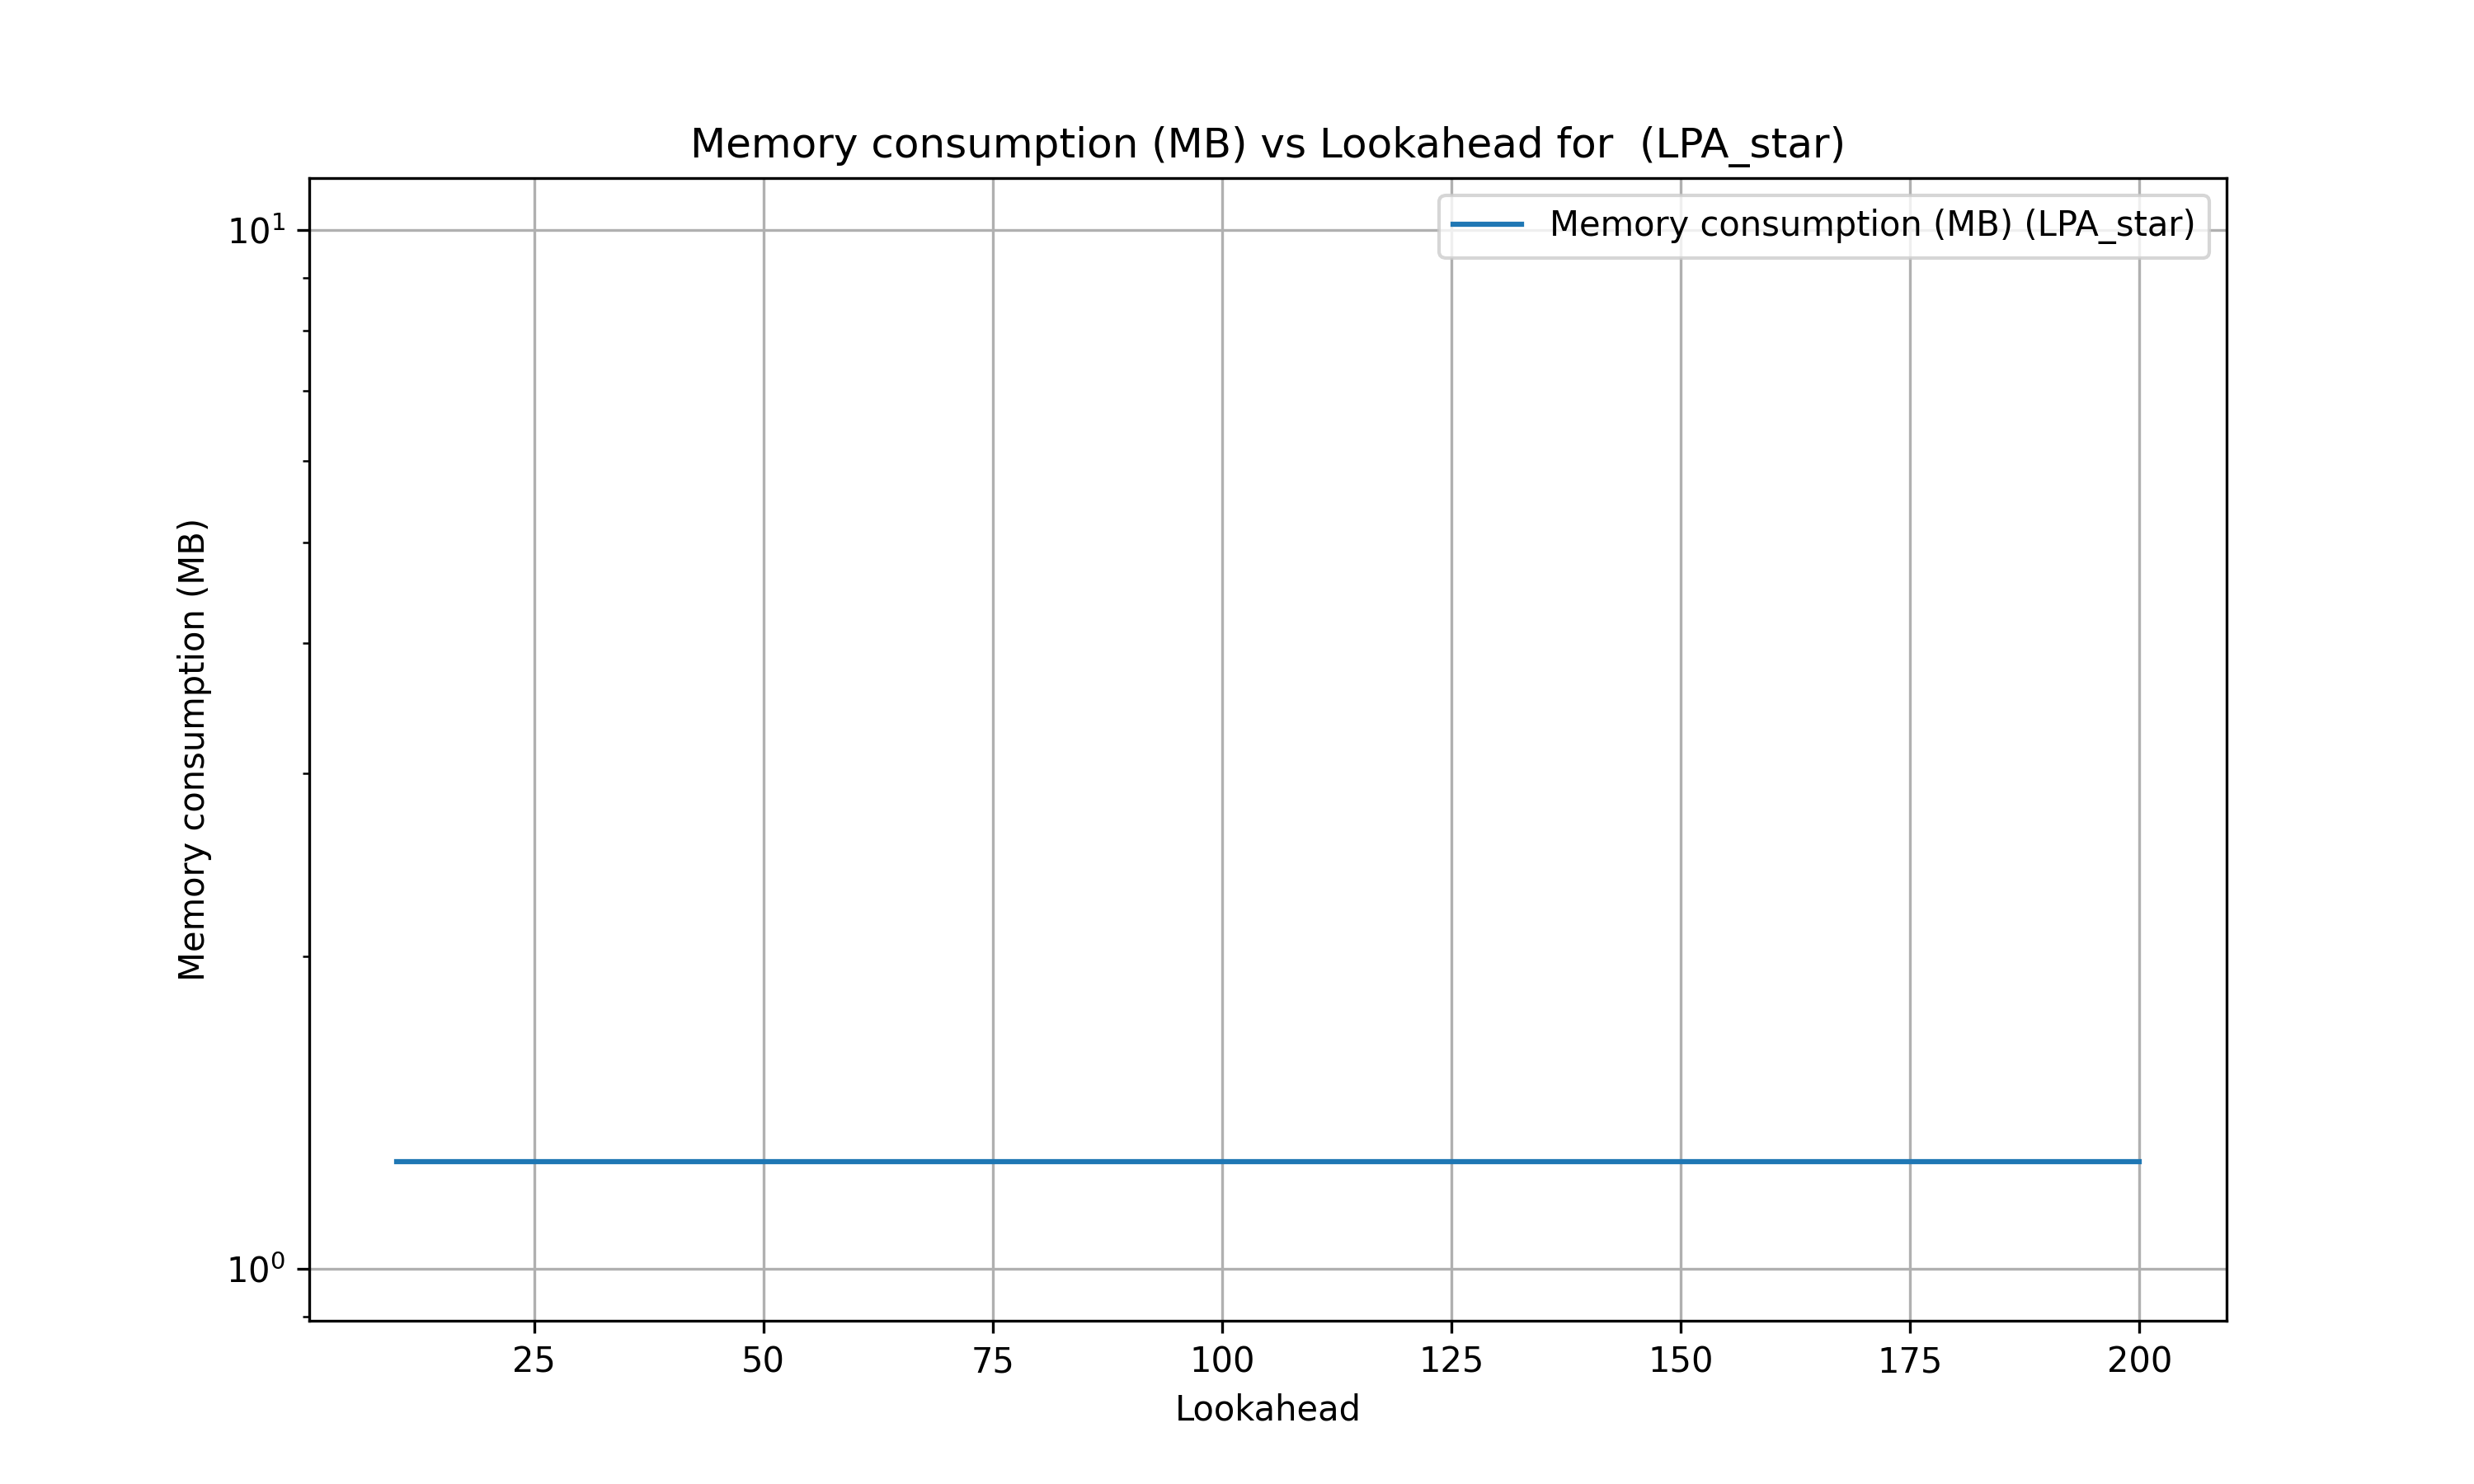 Memory consumption (MB) vs Lookahead for  (LPA_star)
Memory consumption (MB) (LPA_star)
10¹
Memory consumption (MB)
10⁰
25 50 75 100 125 150 175 200
Lookahead